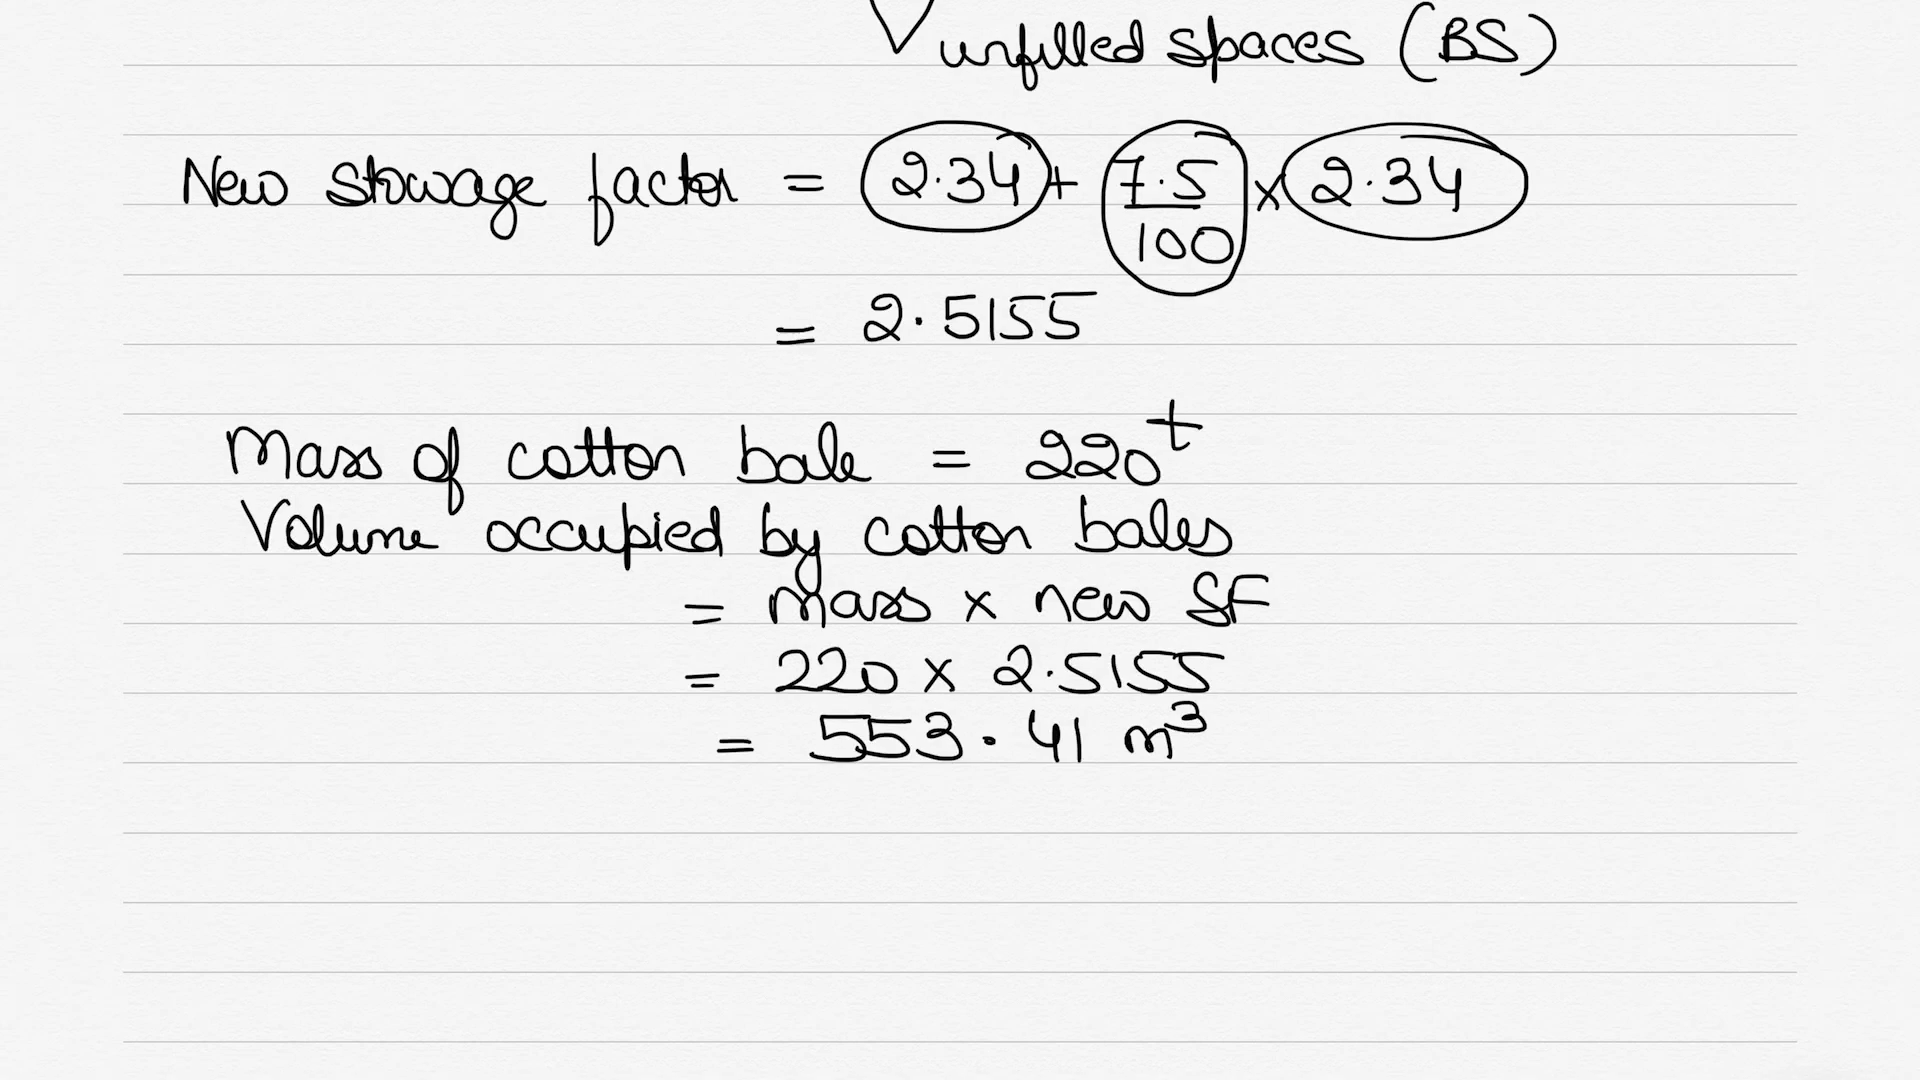 unfilled spaces (BS)
New stowage factor = 2.34 + 7.5/100 × 2.34
= 2.5155
Mass of cotton bale = 220t
Volume occupied by cotton bales
= mass × new SF
= 220 × 2.5155
= 553.41 m³